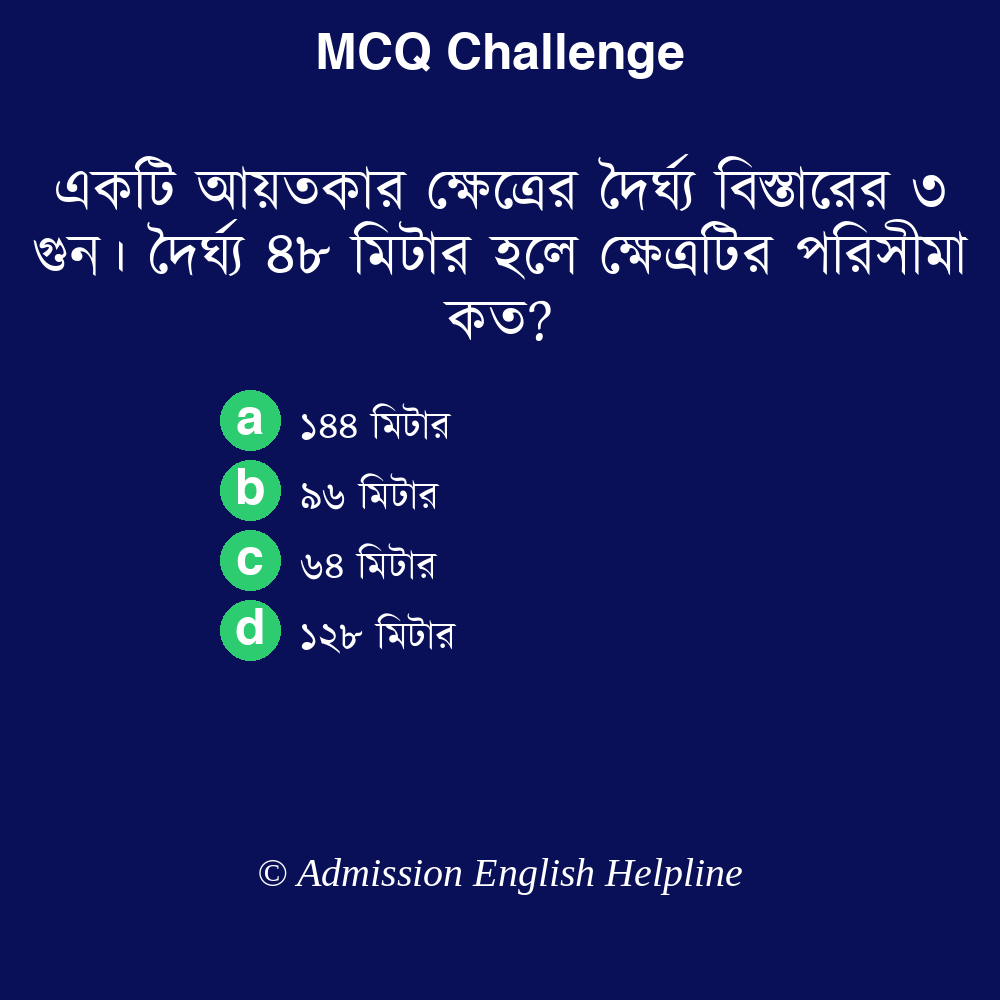 MCQ Challenge
একটি আয়তকার ক্ষেত্রের দৈর্ঘ্য বিস্তারের ৩
গুন। দৈর্ঘ্য ৪৮ মিটার হলে ক্ষেত্রটির পরিসীমা
কত?
a ১৪৪ মিটার
b ৯৬ মিটার
c ৬৪ মিটার
d ১২৮ মিটার
© Admission English Helpline